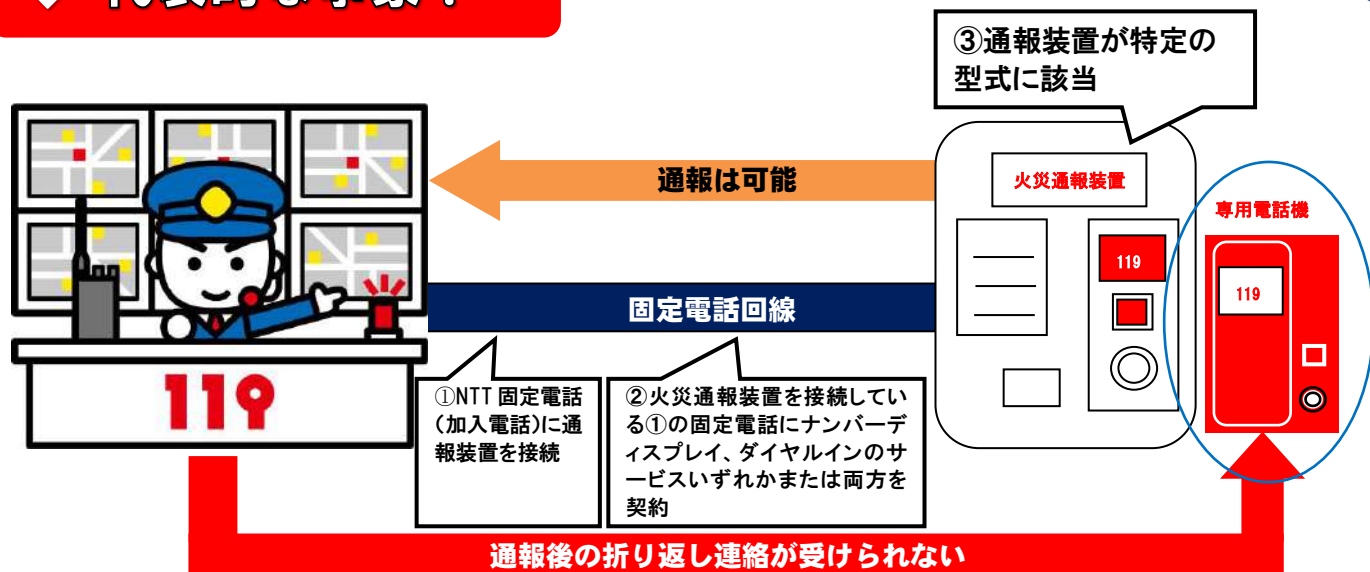 ③通報装置が特定の
型式に該当
通報は可能
火災通報装置
専用電話機
119
119
固定電話回線
①NTT 固定電話
(加入電話)に通
報装置を接続
②火災通報装置を接続してい
る①の固定電話にナンバーデ
ィスプレイ、ダイヤルインのサ
ービスいずれかまたは両方を
契約
119
通報後の折り返し連絡が受けられない